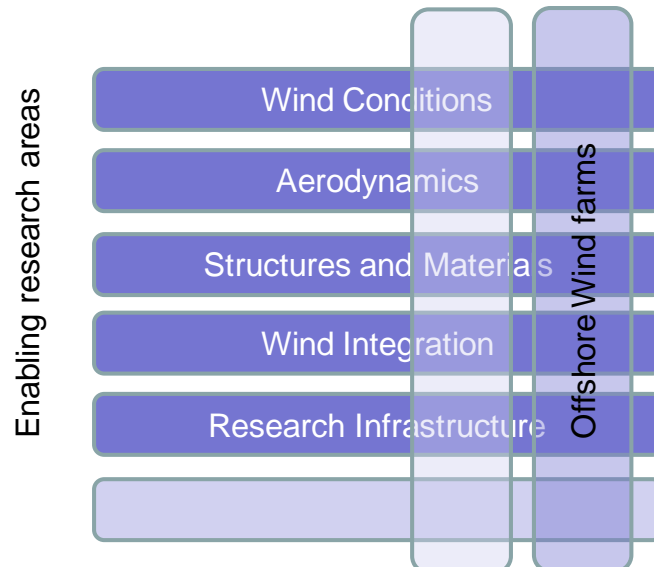 Enabling research areas
Wind Conditions
Aerodynamics
Structures and Materials
Wind Integration
Research Infrastructure
Offshore Wind farms